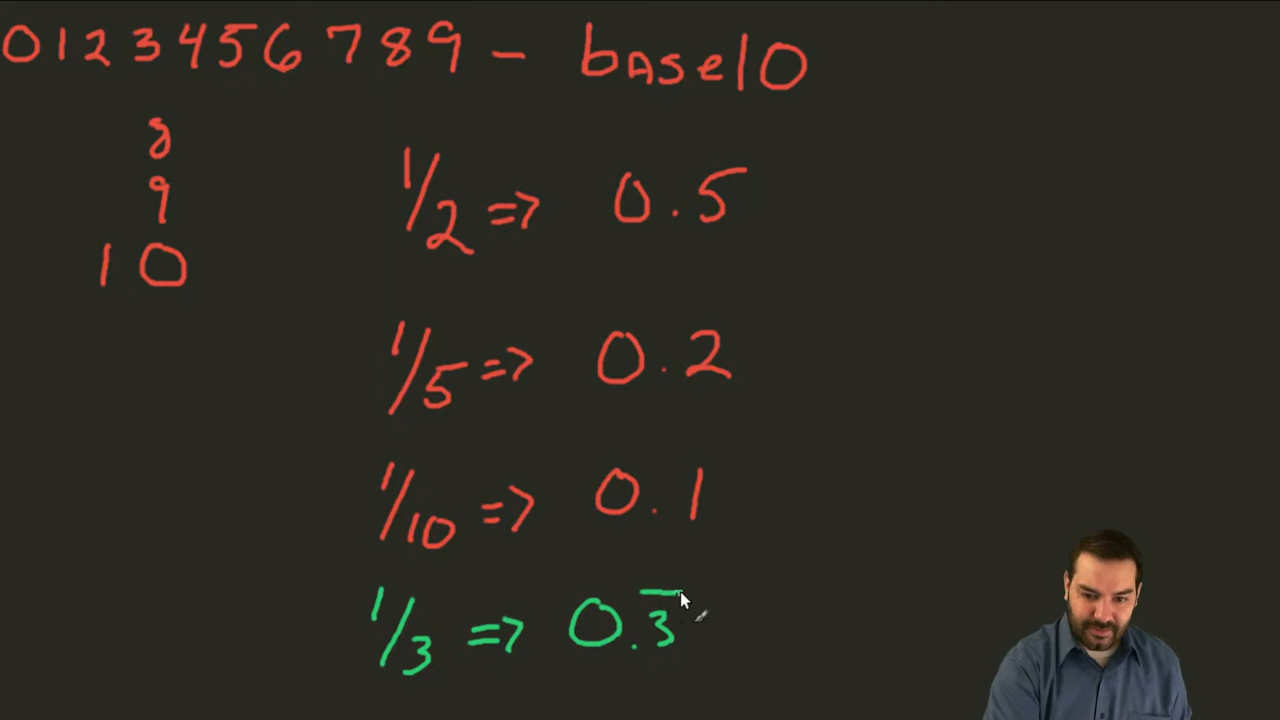 0123456789 - bASe10
8
9
10
1/2 => 0.5
1/5 => 0.2
1/10 => 0.1
1/3 => 0.3̅